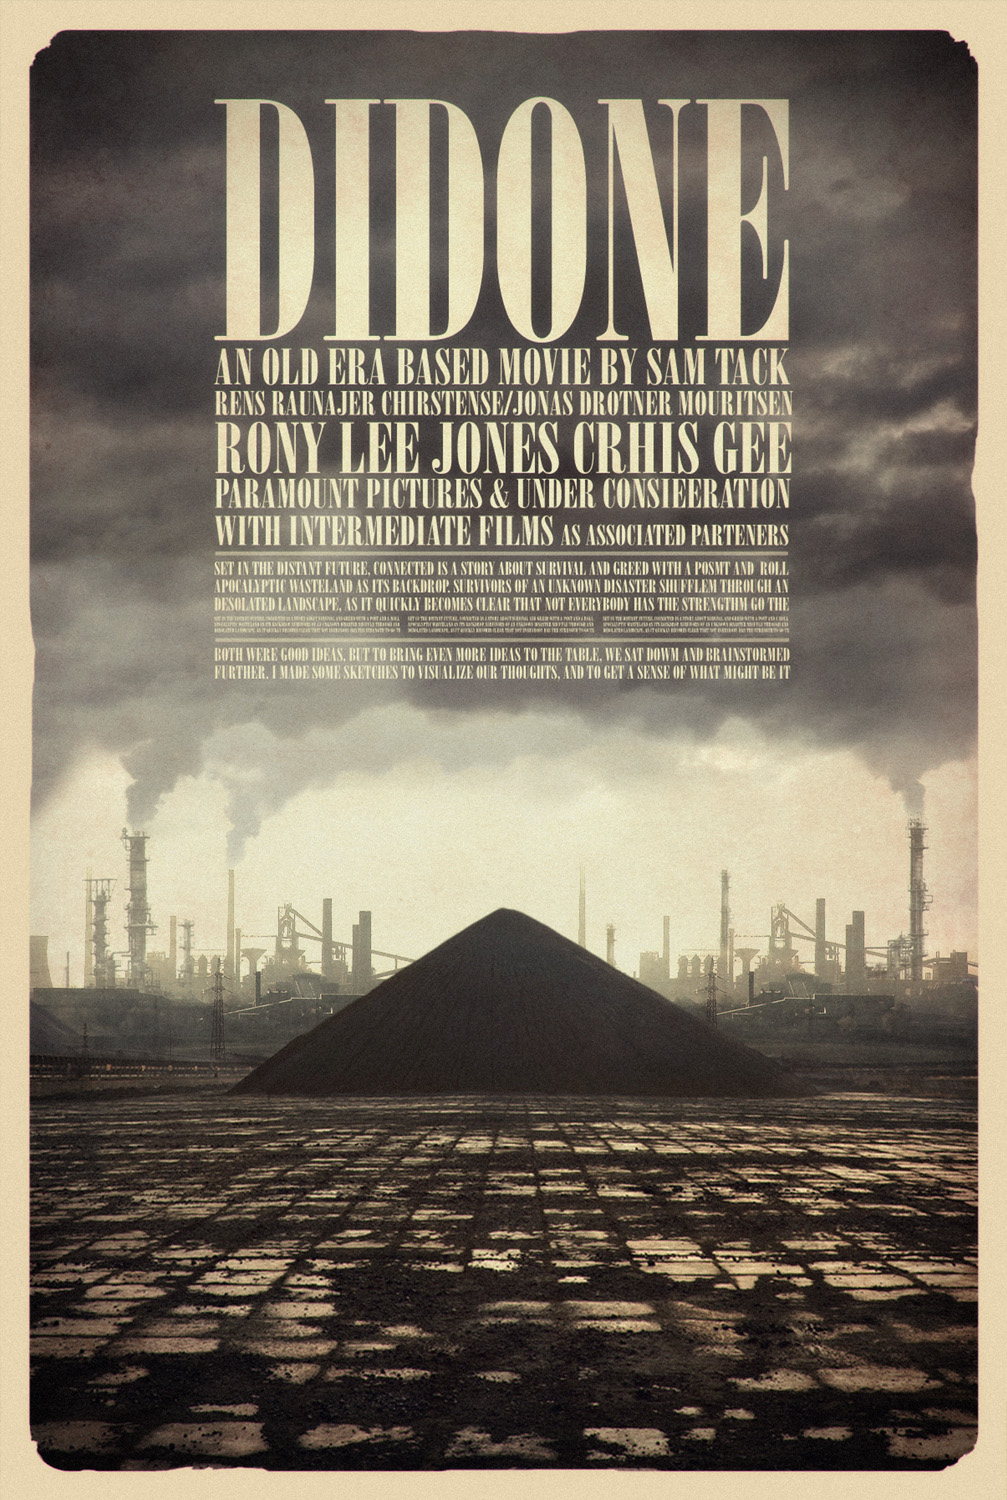 DIDONE
AN OLD ERA BASED MOVIE BY SAM TACK
RENS RAUNAJER CHIRSTENSE/JONAS DROTNER MOURITSEN
RONY LEE JONES CRHIS GEE
PARAMOUNT PICTURES & UNDER CONSIEERATION
WITH INTERMEDIATE FILMS AS ASSOCIATED PARTENERS
SET IN THE DISTANT FUTURE, CONNECTED IS A STORY ABOUT SURVIVAL AND GREED WITH A POSMT AND ROLL
APOCALYPTIC WASTELAND AS ITS BACKDROP. SURVIVORS OF AN UNKNOWN DISASTER SHUFFLEM THROUGH AN
DESOLATED LANDSCAPE, AS IT QUICKLY BECOMES CLEAR THAT NOT EVERYBODY HAS THE STRENGTHM GO THE
BOTH WERE GOOD IDEAS, BUT TO BRING EVEN MORE IDEAS TO THE TABLE, WE SAT DOWM AND BRAINSTORMED
FURTHER. I MADE SOME SKETCHES TO VISUALIZE OUR THOUGHTS, AND TO GET A SENSE OF WHAT MIGHT BE IT